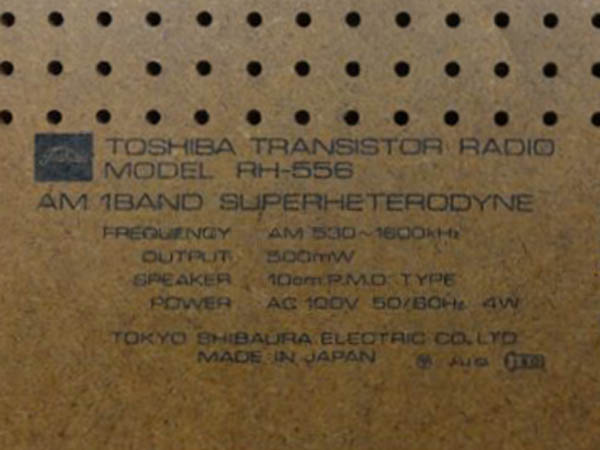 TOSHIBA TRANSISTOR RADIO
MODEL RH-556
AM 1BAND SUPERHETERODYNE
FREQUENCY AM 530~1600kHz
OUTPUT 500mW
SPEAKER 10cm P.M.D. TYPE
POWER AC 100V 50/60Hz 4W
TOKYO SHIBAURA ELECTRIC CO. LTD.
MADE IN JAPAN